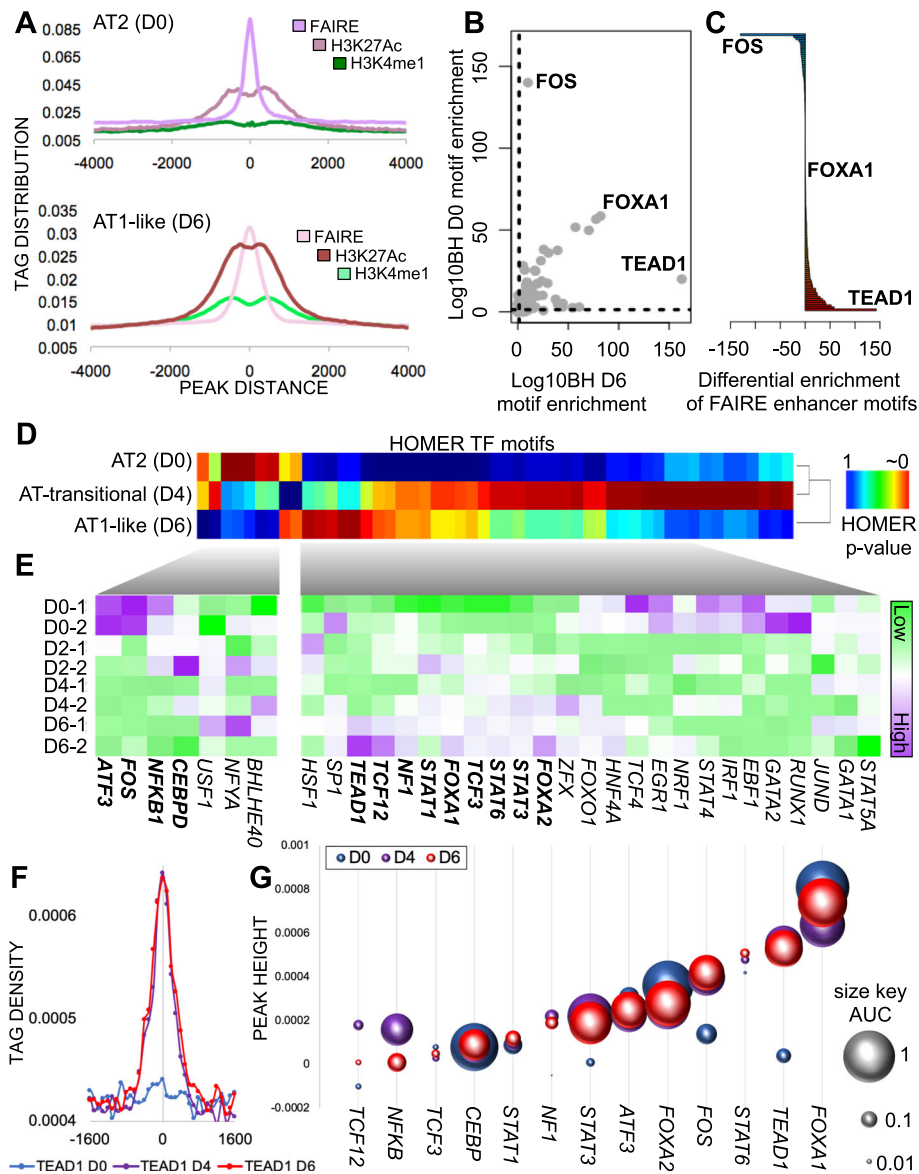 A
AT2 (D0)
FAIRE
H3K27Ac
H3K4me1
0.085
0.065
0.045
0.025
0.005
-4000 -2000 0 2000 4000
TAG DISTRIBUTION
AT1-like (D6)
FAIRE
H3K27Ac
H3K4me1
0.035
0.03
0.025
0.02
0.015
0.01
0.005
-4000 -2000 0 2000 4000
PEAK DISTANCE
B
Log10BH D0 motif enrichment
150
100
50
0
FOS
FOXA1
TEAD1
0 50 100 150
Log10BH D6
motif enrichment
C
FOS
FOXA1
TEAD1
-150 -50 50 142
Differential enrichment
of FAIRE enhancer motifs
D
HOMER TF motifs
AT2 (D0)
AT-transitional (D4)
AT1-like (D6)
1 ~0
HOMER
p-value
E
D0-1
D0-2
D2-1
D2-2
D4-1
D4-2
D6-1
D6-2
Low
High
ATF3
FOS
NFKB1
CEBPD
USF1
NFYA
BHLHE40
HSF1
SP1
TEAD1
TCF12
NF1
STAT1
FOXA1
TCF3
STAT6
STAT3
FOXA2
ZFX
FOXO1
HNF4A
TCF4
EGR1
NRF1
STAT4
IRF1
EBF1
GATA2
RUNX1
JUND
GATA1
STAT5A
F
TAG DENSITY
0.0006
0.0005
0.0004
-1600 0 1600
TEAD1 D0 TEAD1 D4 TEAD1 D6
G
D0 D4 D6
PEAK HEIGHT
0.001
0.0008
0.0006
0.0004
0.0002
0
-0.0002
TCF12
NFKB
TCF3
CEBP
STAT1
NF1
STAT3
ATF3
FOXA2
FOS
STAT6
TEAD1
FOXA1
size key
AUC
1
0.1
0.01